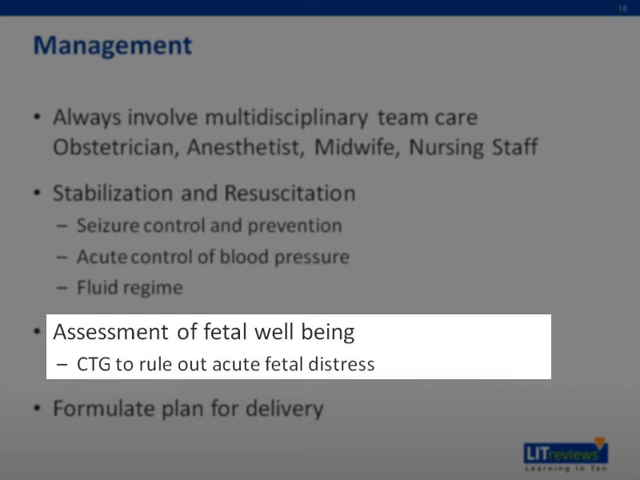 18
Management
• Always involve multidisciplinary team care
Obstetrician, Anesthetist, Midwife, Nursing Staff
• Stabilization and Resuscitation
– Seizure control and prevention
– Acute control of blood pressure
– Fluid regime
• Assessment of fetal well being
– CTG to rule out acute fetal distress
• Formulate plan for delivery
LITreviews
Learning in Ten